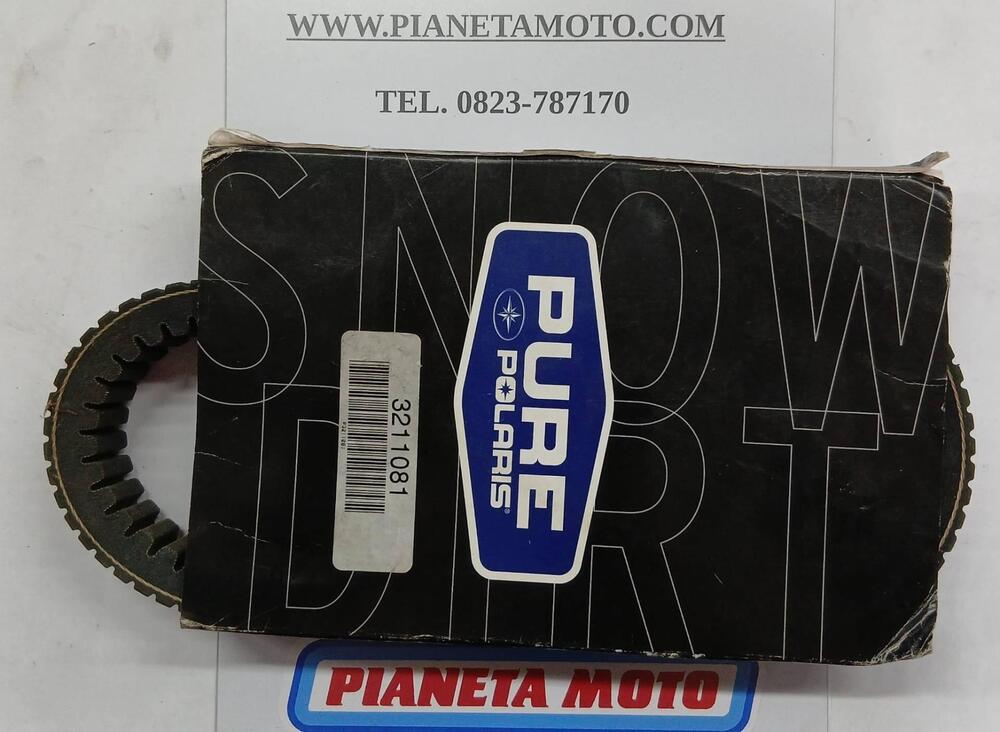 WWW.PIANETAMOTO.COM
TEL. 0823-787170
SNOW
DIRT
PURE
POLARIS®
3211081
PIANETA MOTO